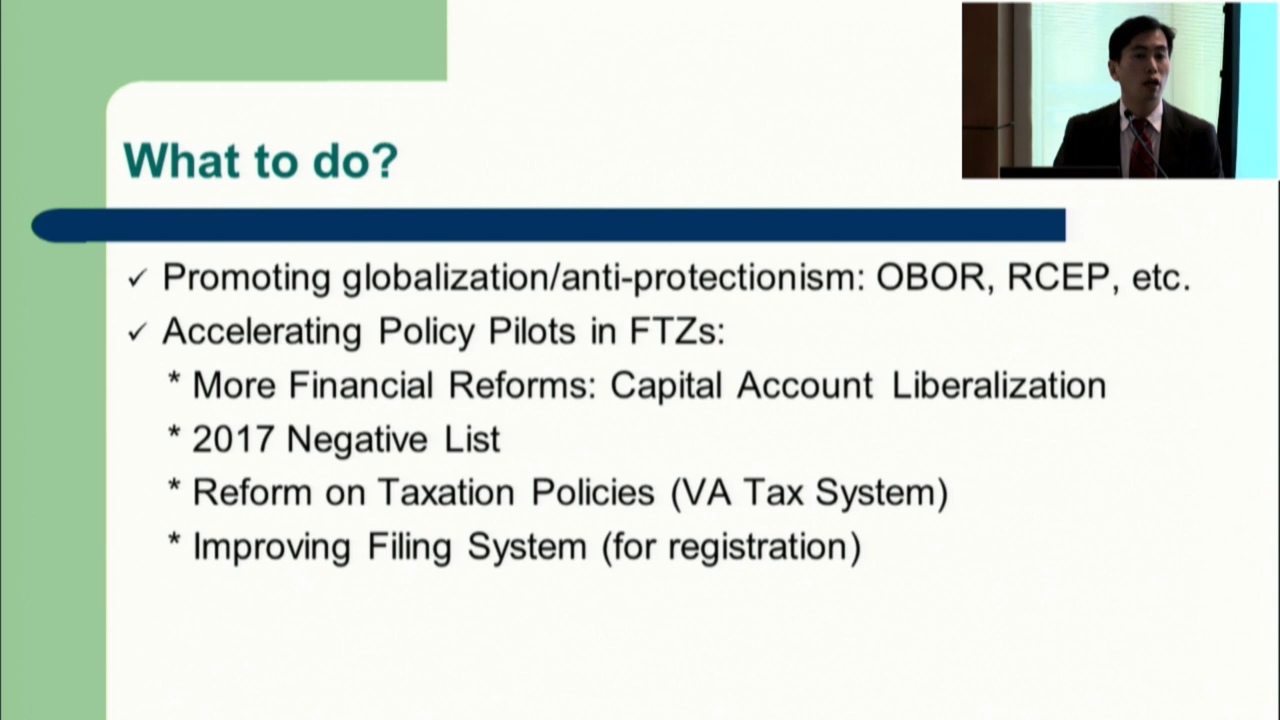 What to do?
✓ Promoting globalization/anti-protectionism: OBOR, RCEP, etc.
✓ Accelerating Policy Pilots in FTZs:
* More Financial Reforms: Capital Account Liberalization
* 2017 Negative List
* Reform on Taxation Policies (VA Tax System)
* Improving Filing System (for registration)